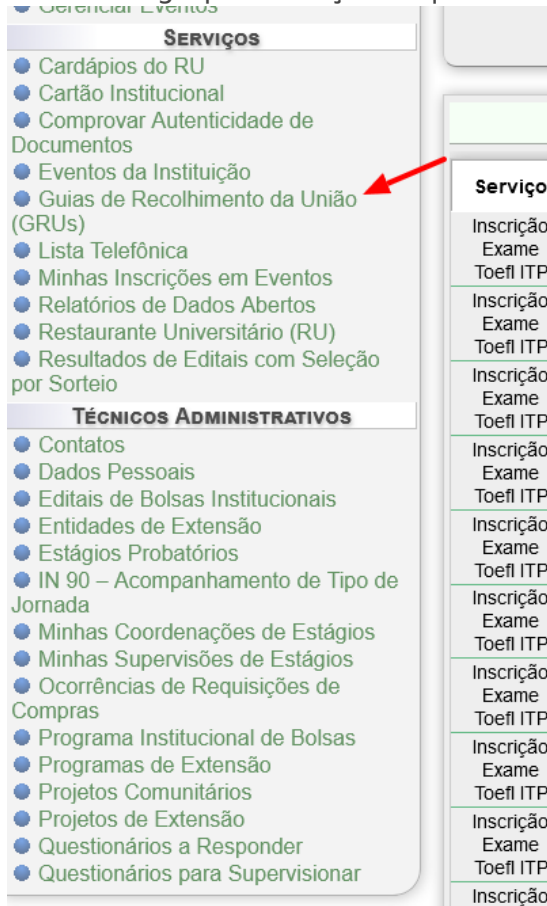 Gerenciar Eventos
SERVIÇOS
Cardápios do RU
Cartão Institucional
Comprovar Autenticidade de
Documentos
Eventos da Instituição
Guias de Recolhimento da União
(GRUs)
Lista Telefônica
Minhas Inscrições em Eventos
Relatórios de Dados Abertos
Restaurante Universitário (RU)
Resultados de Editais com Seleção
por Sorteio
TÉCNICOS ADMINISTRATIVOS
Contatos
Dados Pessoais
Editais de Bolsas Institucionais
Entidades de Extensão
Estágios Probatórios
IN 90 – Acompanhamento de Tipo de
Jornada
Minhas Coordenações de Estágios
Minhas Supervisões de Estágios
Ocorrências de Requisições de
Compras
Programa Institucional de Bolsas
Programas de Extensão
Projetos Comunitários
Projetos de Extensão
Questionários a Responder
Questionários para Supervisionar
Serviço
Inscrição
Exame
Toefl ITP
Inscrição
Exame
Toefl ITP
Inscrição
Exame
Toefl ITP
Inscrição
Exame
Toefl ITP
Inscrição
Exame
Toefl ITP
Inscrição
Exame
Toefl ITP
Inscrição
Exame
Toefl ITP
Inscrição
Exame
Toefl ITP
Inscrição
Exame
Toefl ITP
Inscrição